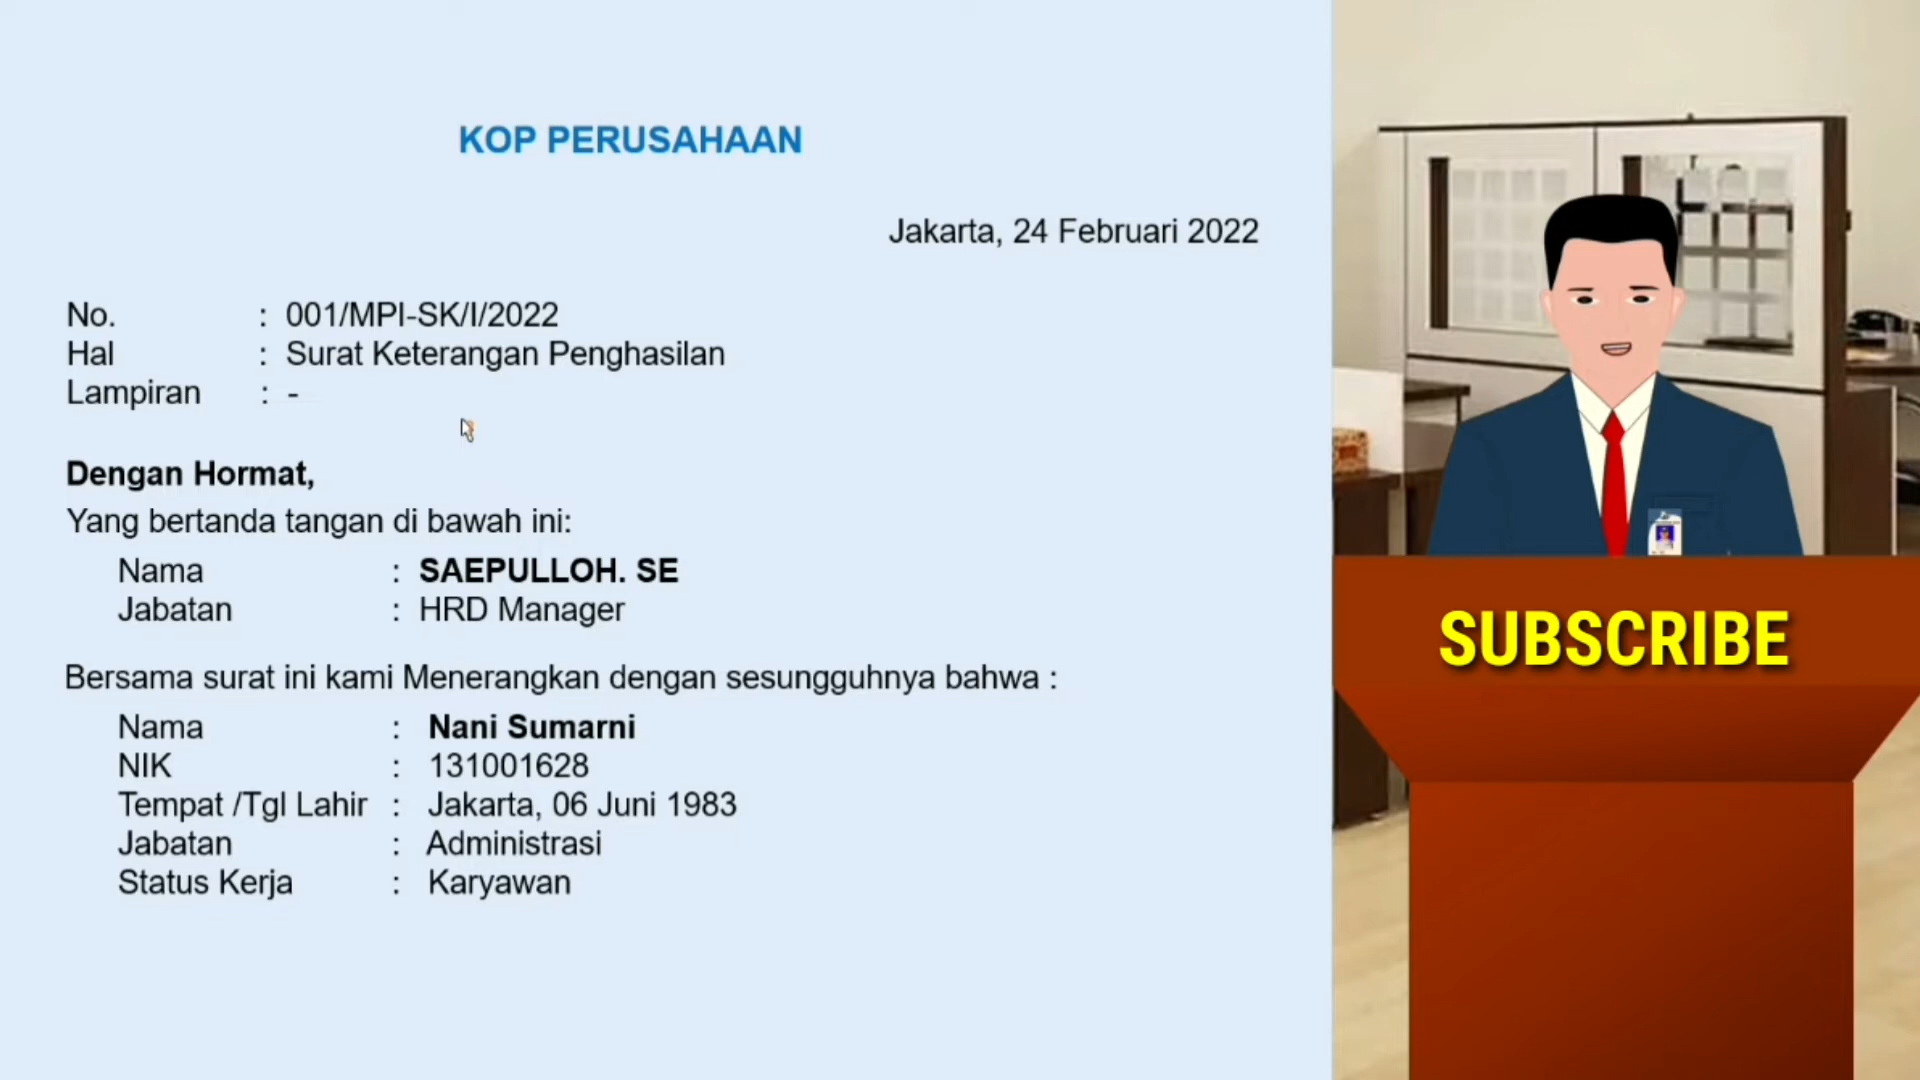 KOP PERUSAHAAN
Jakarta, 24 Februari 2022
No. : 001/MPI-SK/I/2022
Hal : Surat Keterangan Penghasilan
Lampiran : -
Dengan Hormat,
Yang bertanda tangan di bawah ini:
Nama : SAEPULLOH. SE
Jabatan : HRD Manager
Bersama surat ini kami Menerangkan dengan sesungguhnya bahwa :
Nama : Nani Sumarni
NIK : 131001628
Tempat /Tgl Lahir : Jakarta, 06 Juni 1983
Jabatan : Administrasi
Status Kerja : Karyawan
SUBSCRIBE